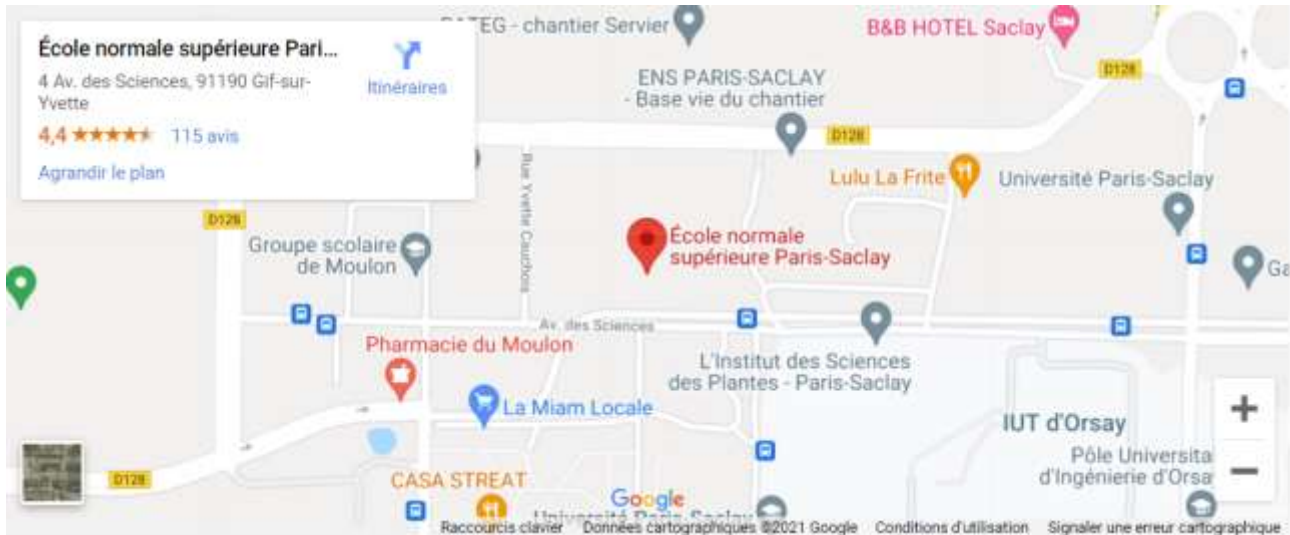 École normale supérieure Pari...
4 Av. des Sciences, 91190 Gif-sur-
Yvette
4,4
115 avis
Agrandir le plan
Itinéraires
EG - chantier Servier
B&B HOTEL Saclay
D128
ENS PARIS-SACLAY
- Base vie du chantier
D128
Lulu La Frite
Université Paris-Saclay
Rue Yvette Cauchois
D128
Groupe scolaire
de Moulon
École normale
supérieure Paris-Saclay
Ga
Av. des Sciences
Pharmacie du Moulon
L'Institut des Sciences
des Plantes - Paris-Saclay
La Miam Locale
IUT d'Orsay
Pôle Universita
d'Ingénierie d'Orsa
D128
CASA STREAT
Google
Université Paris-Saclay
Raccourcis clavier
Données cartographiques ©2021 Google
Conditions d'utilisation
Signaler une erreur cartographique